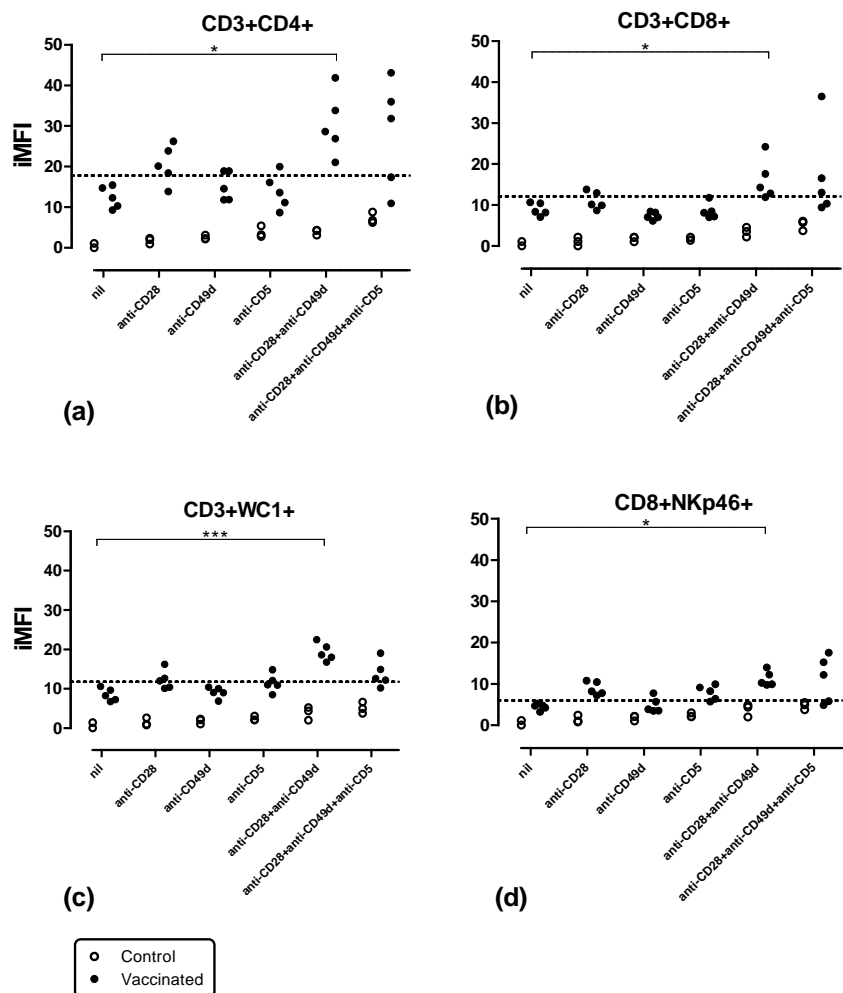 CD3+CD4+
50
40
30
20
10
0
iMFI
*
nil
anti-CD28
anti-CD49d
anti-CD5
anti-CD28+anti-CD49d
anti-CD28+anti-CD49d+anti-CD5
(a)
CD3+CD8+
50
40
30
20
10
0
*
nil
anti-CD28
anti-CD49d
anti-CD5
anti-CD28+anti-CD49d
anti-CD28+anti-CD49d+anti-CD5
(b)
CD3+WC1+
50
40
30
20
10
0
iMFI
***
nil
anti-CD28
anti-CD49d
anti-CD5
anti-CD28+anti-CD49d
anti-CD28+anti-CD49d+anti-CD5
(c)
CD8+NKp46+
50
40
30
20
10
0
*
nil
anti-CD28
anti-CD49d
anti-CD5
anti-CD28+anti-CD49d
anti-CD28+anti-CD49d+anti-CD5
(d)
Control
Vaccinated